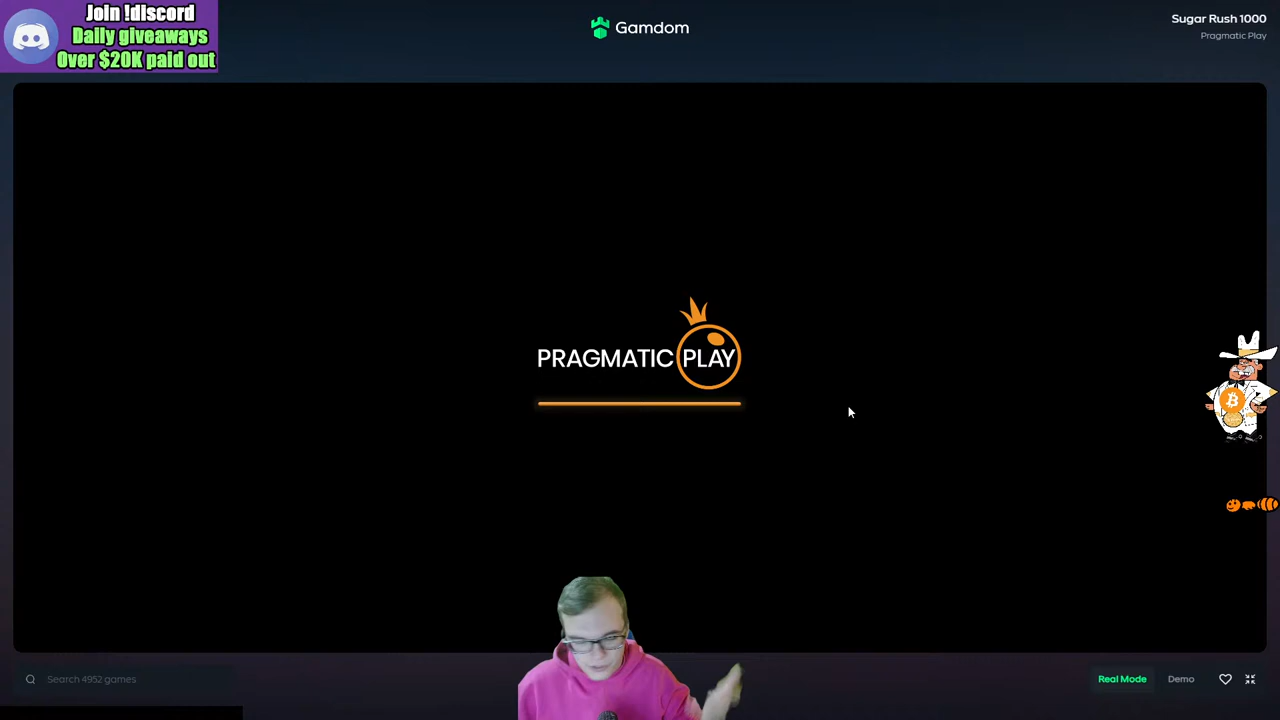 Join !discord
Daily giveaways
Over $20K paid out
Gamdom
Sugar Rush 1000
Pragmatic Play
PRAGMATIC PLAY
Search 4952 games
Real Mode
Demo